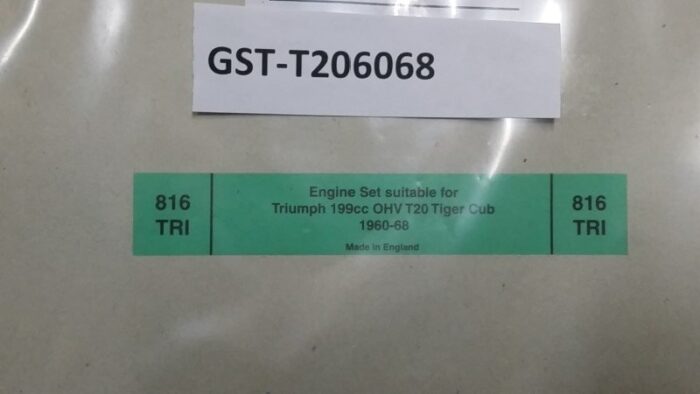 GST-T206068
816
TRI
Engine Set suitable for
Triumph 199cc OHV T20 Tiger Cub
1960-68
Made in England
816
TRI